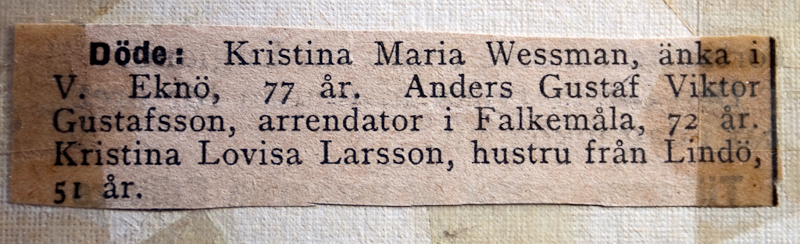 Döde: Kristina Maria Wessman, änka i
V. Eknö, 77 år. Anders Gustaf Viktor
Gustafsson, arrendator i Falkemåla, 72 år.
Kristina Lovisa Larsson, hustru från Lindö,
51 år.